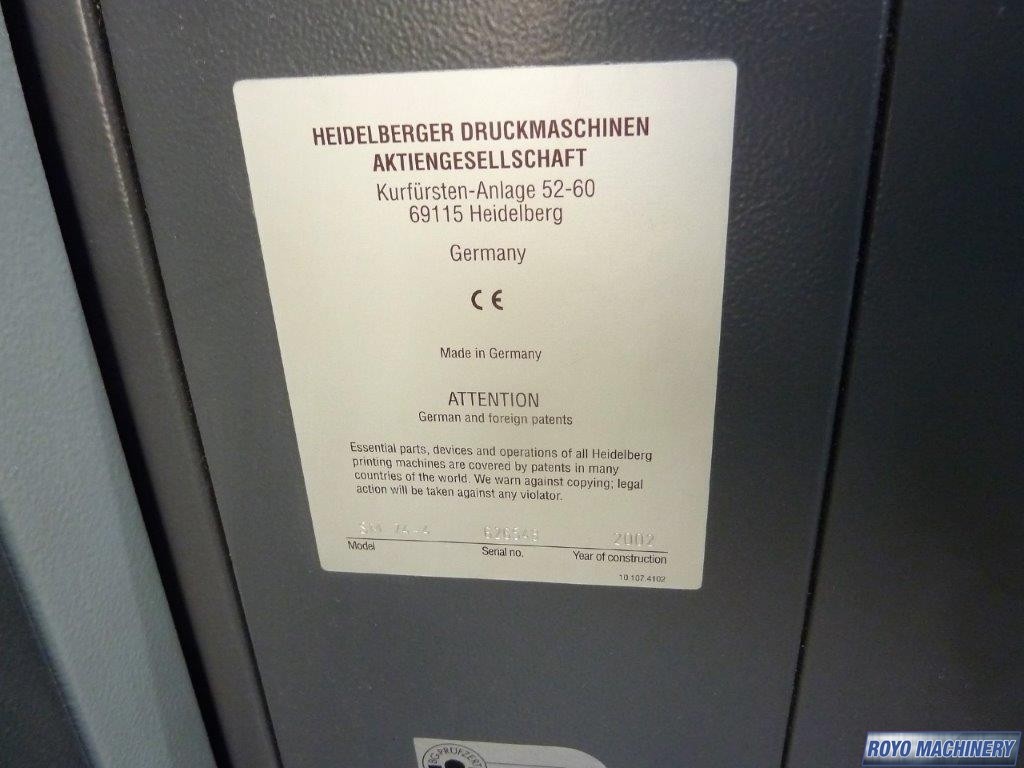 HEIDELBERGER DRUCKMASCHINEN
AKTIENGESELLSCHAFT
Kurfürsten-Anlage 52-60
69115 Heidelberg
Germany
CE
Made in Germany
ATTENTION
German and foreign patents
Essential parts, devices and operations of all Heidelberg
printing machines are covered by patents in many
countries of the world. We warn against copying; legal
action will be taken against any violator.
SM 74-4 2002
Model Serial no. Year of construction
10.107.4102
ROYO MACHINERY